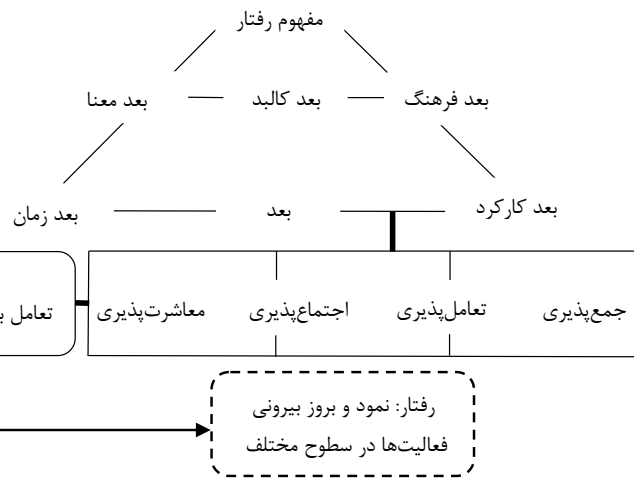 مفهوم رفتار
بعد فرهنگ
بعد کالبد
بعد معنا
بعد کارکرد
بعد
بعد زمان
جمع‌پذیری
تعامل‌پذیری
اجتماع‌پذیری
معاشرت‌پذیری
تعامل ب
رفتار: نمود و بروز بیرونی
فعالیت‌ها در سطوح مختلف